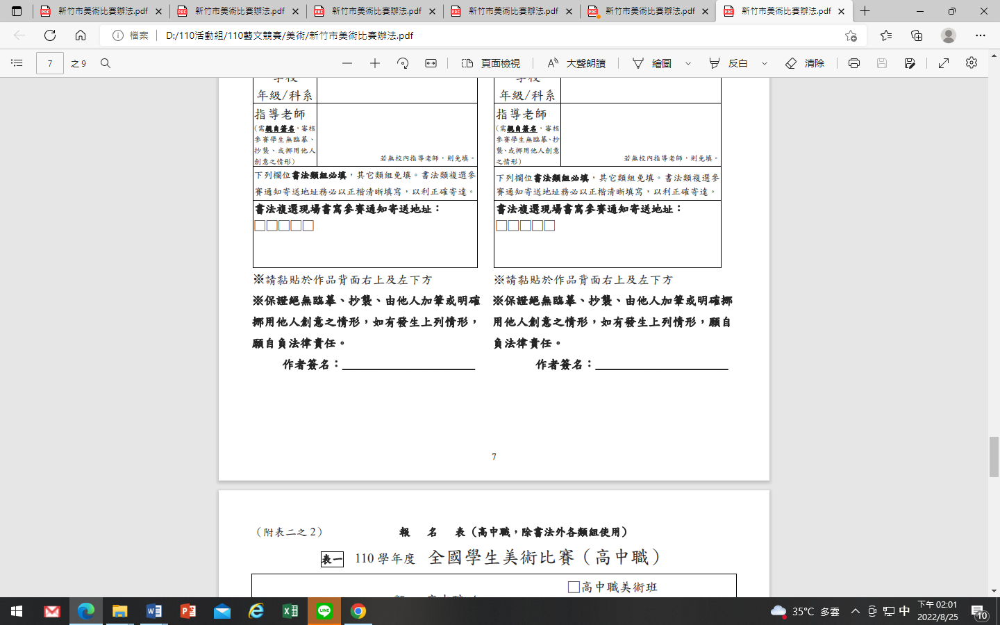 新竹市美術比賽辦法.pdf
新竹市美術比賽辦法.pdf
新竹市美術比賽辦法.pdf
新竹市美術比賽辦法.pdf
新竹市美術比賽辦法.pdf
新竹市美術比賽辦法.pdf
檔案
D:/110活動組/110藝文競賽/美術/新竹市美術比賽辦法.pdf
7 之 9 頁面檢視 大聲朗讀 繪圖 反白 清除
年級/科系
指導老師
(需親自簽名,審核
參賽學生無臨摹、
抄襲、或挪用他人
創意之情形)
若無校內指導老師,則免填。
下列欄位書法類組必填,其它類組免填。書法類複選參
賽通知寄送地址務必以正楷清晰填寫,以利正確寄達。
書法複選現場書寫參賽通知寄送地址:
□□□□□
※請黏貼於作品背面右上及左下方
※保證絕無臨摹、抄襲、由他人加筆或明確
挪用他人創意之情形,如有發生上列情形,
願自負法律責任。
作者簽名:
年級/科系
指導老師
(需親自簽名,審核
參賽學生無臨摹、抄
襲、或挪用他人創意
之情形)
若無校內指導老師,則免填。
下列欄位書法類組必填,其它類組免填。書法類複選參
賽通知寄送地址務必以正楷清晰填寫,以利正確寄達。
書法複選現場書寫參賽通知寄送地址:
□□□□□
※請黏貼於作品背面右上及左下方
※保證絕無臨摹、抄襲、由他人加筆或明確挪
用他人創意之情形,如有發生上列情形,願自
負法律責任。
作者簽名:
7
(附表二之 2) 報 名 表(高中職,除書法外各類組使用)
表一 110 學年度 全國學生美術比賽(高中職)
□高中職美術班
35°C 多雲
中
下午 02:01
2022/8/25
10